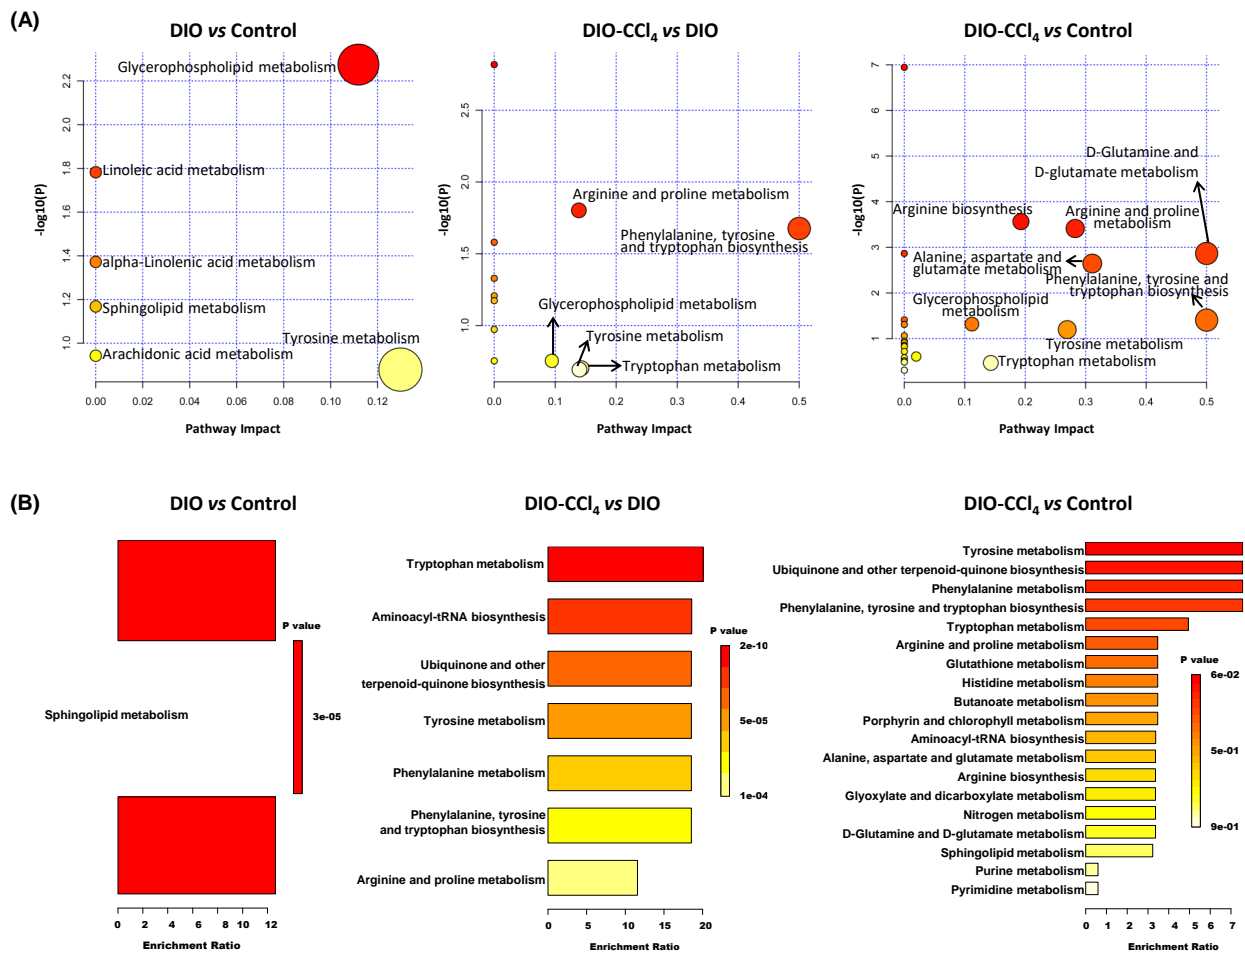 (A)
DIO vs Control
DIO-CCl4 vs DIO
DIO-CCl4 vs Control
-log10(P)
2.2
2.0
1.8
1.6
1.4
1.2
1.0
Glycerophospholipid metabolism
Linoleic acid metabolism
alpha-Linolenic acid metabolism
Sphingolipid metabolism
Tyrosine metabolism
Arachidonic acid metabolism
0.00 0.02 0.04 0.06 0.08 0.10 0.12
Pathway Impact
-log10(P)
2.5
2.0
1.5
1.0
Arginine and proline metabolism
Phenylalanine, tyrosine
and tryptophan biosynthesis
Glycerophospholipid metabolism
Tyrosine metabolism
Tryptophan metabolism
0.0 0.1 0.2 0.3 0.4 0.5
Pathway Impact
-log10(P)
7
6
5
4
3
2
1
D-Glutamine and
D-glutamate metabolism
Arginine biosynthesis
Arginine and proline
metabolism
Alanine, aspartate and
glutamate metabolism
Phenylalanine, tyrosine and
tryptophan biosynthesis
Glycerophospholipid
metabolism
Tyrosine metabolism
Tryptophan metabolism
0.0 0.1 0.2 0.3 0.4 0.5
Pathway Impact
(B)
DIO vs Control
DIO-CCl4 vs DIO
DIO-CCl4 vs Control
P value
3e-05
Sphingolipid metabolism
0 2 4 6 8 10 12
Enrichment Ratio
Tryptophan metabolism
Aminoacyl-tRNA biosynthesis
Ubiquinone and other
terpenoid-quinone biosynthesis
Tyrosine metabolism
Phenylalanine metabolism
Phenylalanine, tyrosine
and tryptophan biosynthesis
Arginine and proline metabolism
P value
2e-10
5e-05
1e-04
0 5 10 15 20
Enrichment Ratio
Tyrosine metabolism
Ubiquinone and other terpenoid-quinone biosynthesis
Phenylalanine metabolism
Phenylalanine, tyrosine and tryptophan biosynthesis
Tryptophan metabolism
Arginine and proline metabolism
Glutathione metabolism
Histidine metabolism
Butanoate metabolism
Porphyrin and chlorophyll metabolism
Aminoacyl-tRNA biosynthesis
Alanine, aspartate and glutamate metabolism
Arginine biosynthesis
Glyoxylate and dicarboxylate metabolism
Nitrogen metabolism
D-Glutamine and D-glutamate metabolism
Sphingolipid metabolism
Purine metabolism
Pyrimidine metabolism
P value
6e-02
5e-01
9e-01
0 1 2 3 4 5 6 7
Enrichment Ratio